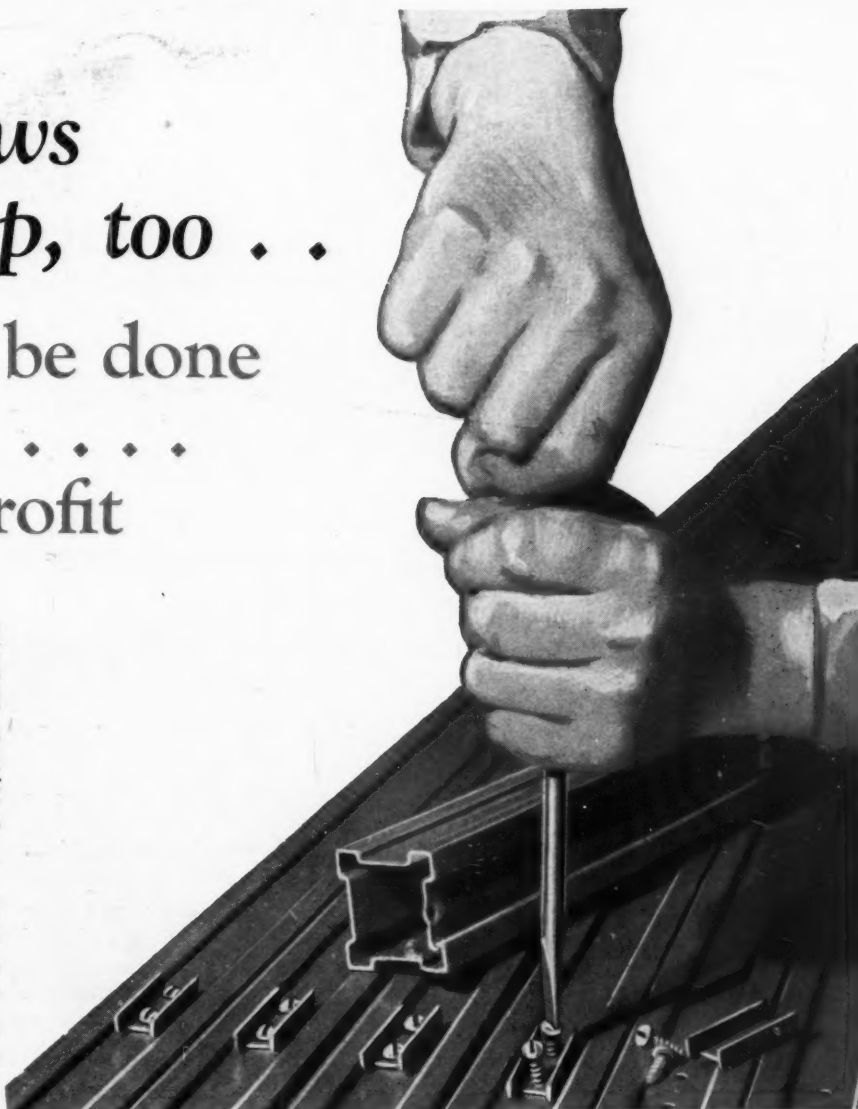 ws
p, too . .
be done
. . . .
rofit